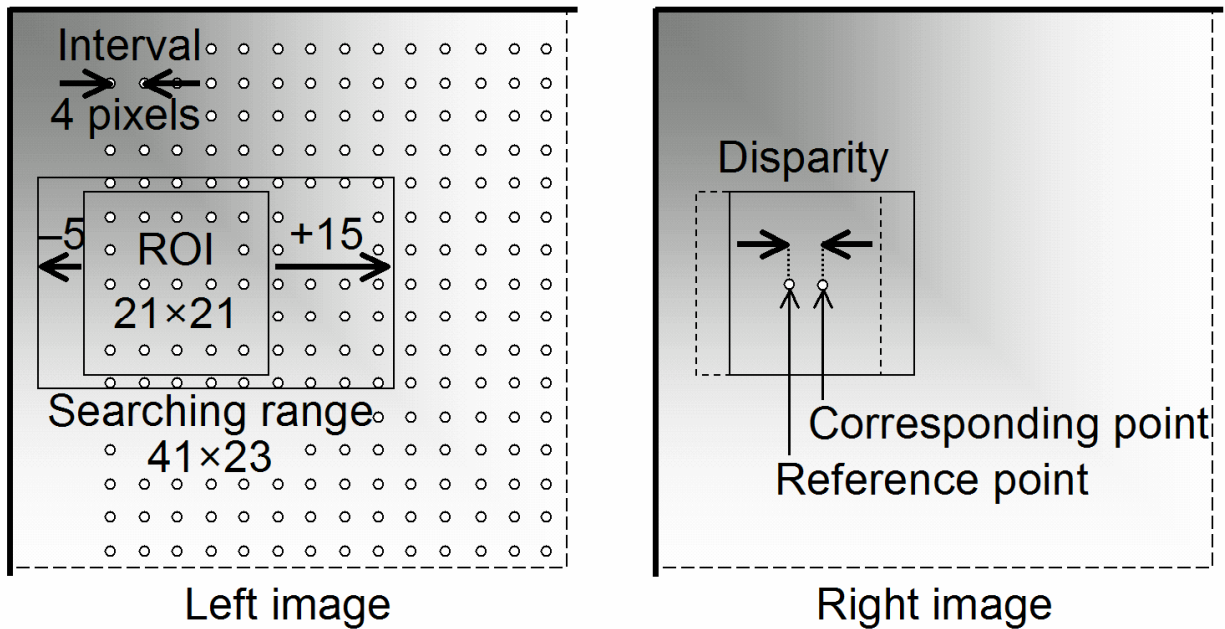 Interval
4 pixels
–5
ROI
+15
21×21
Searching range
41×23
Left image
Disparity
Corresponding point
Reference point
Right image